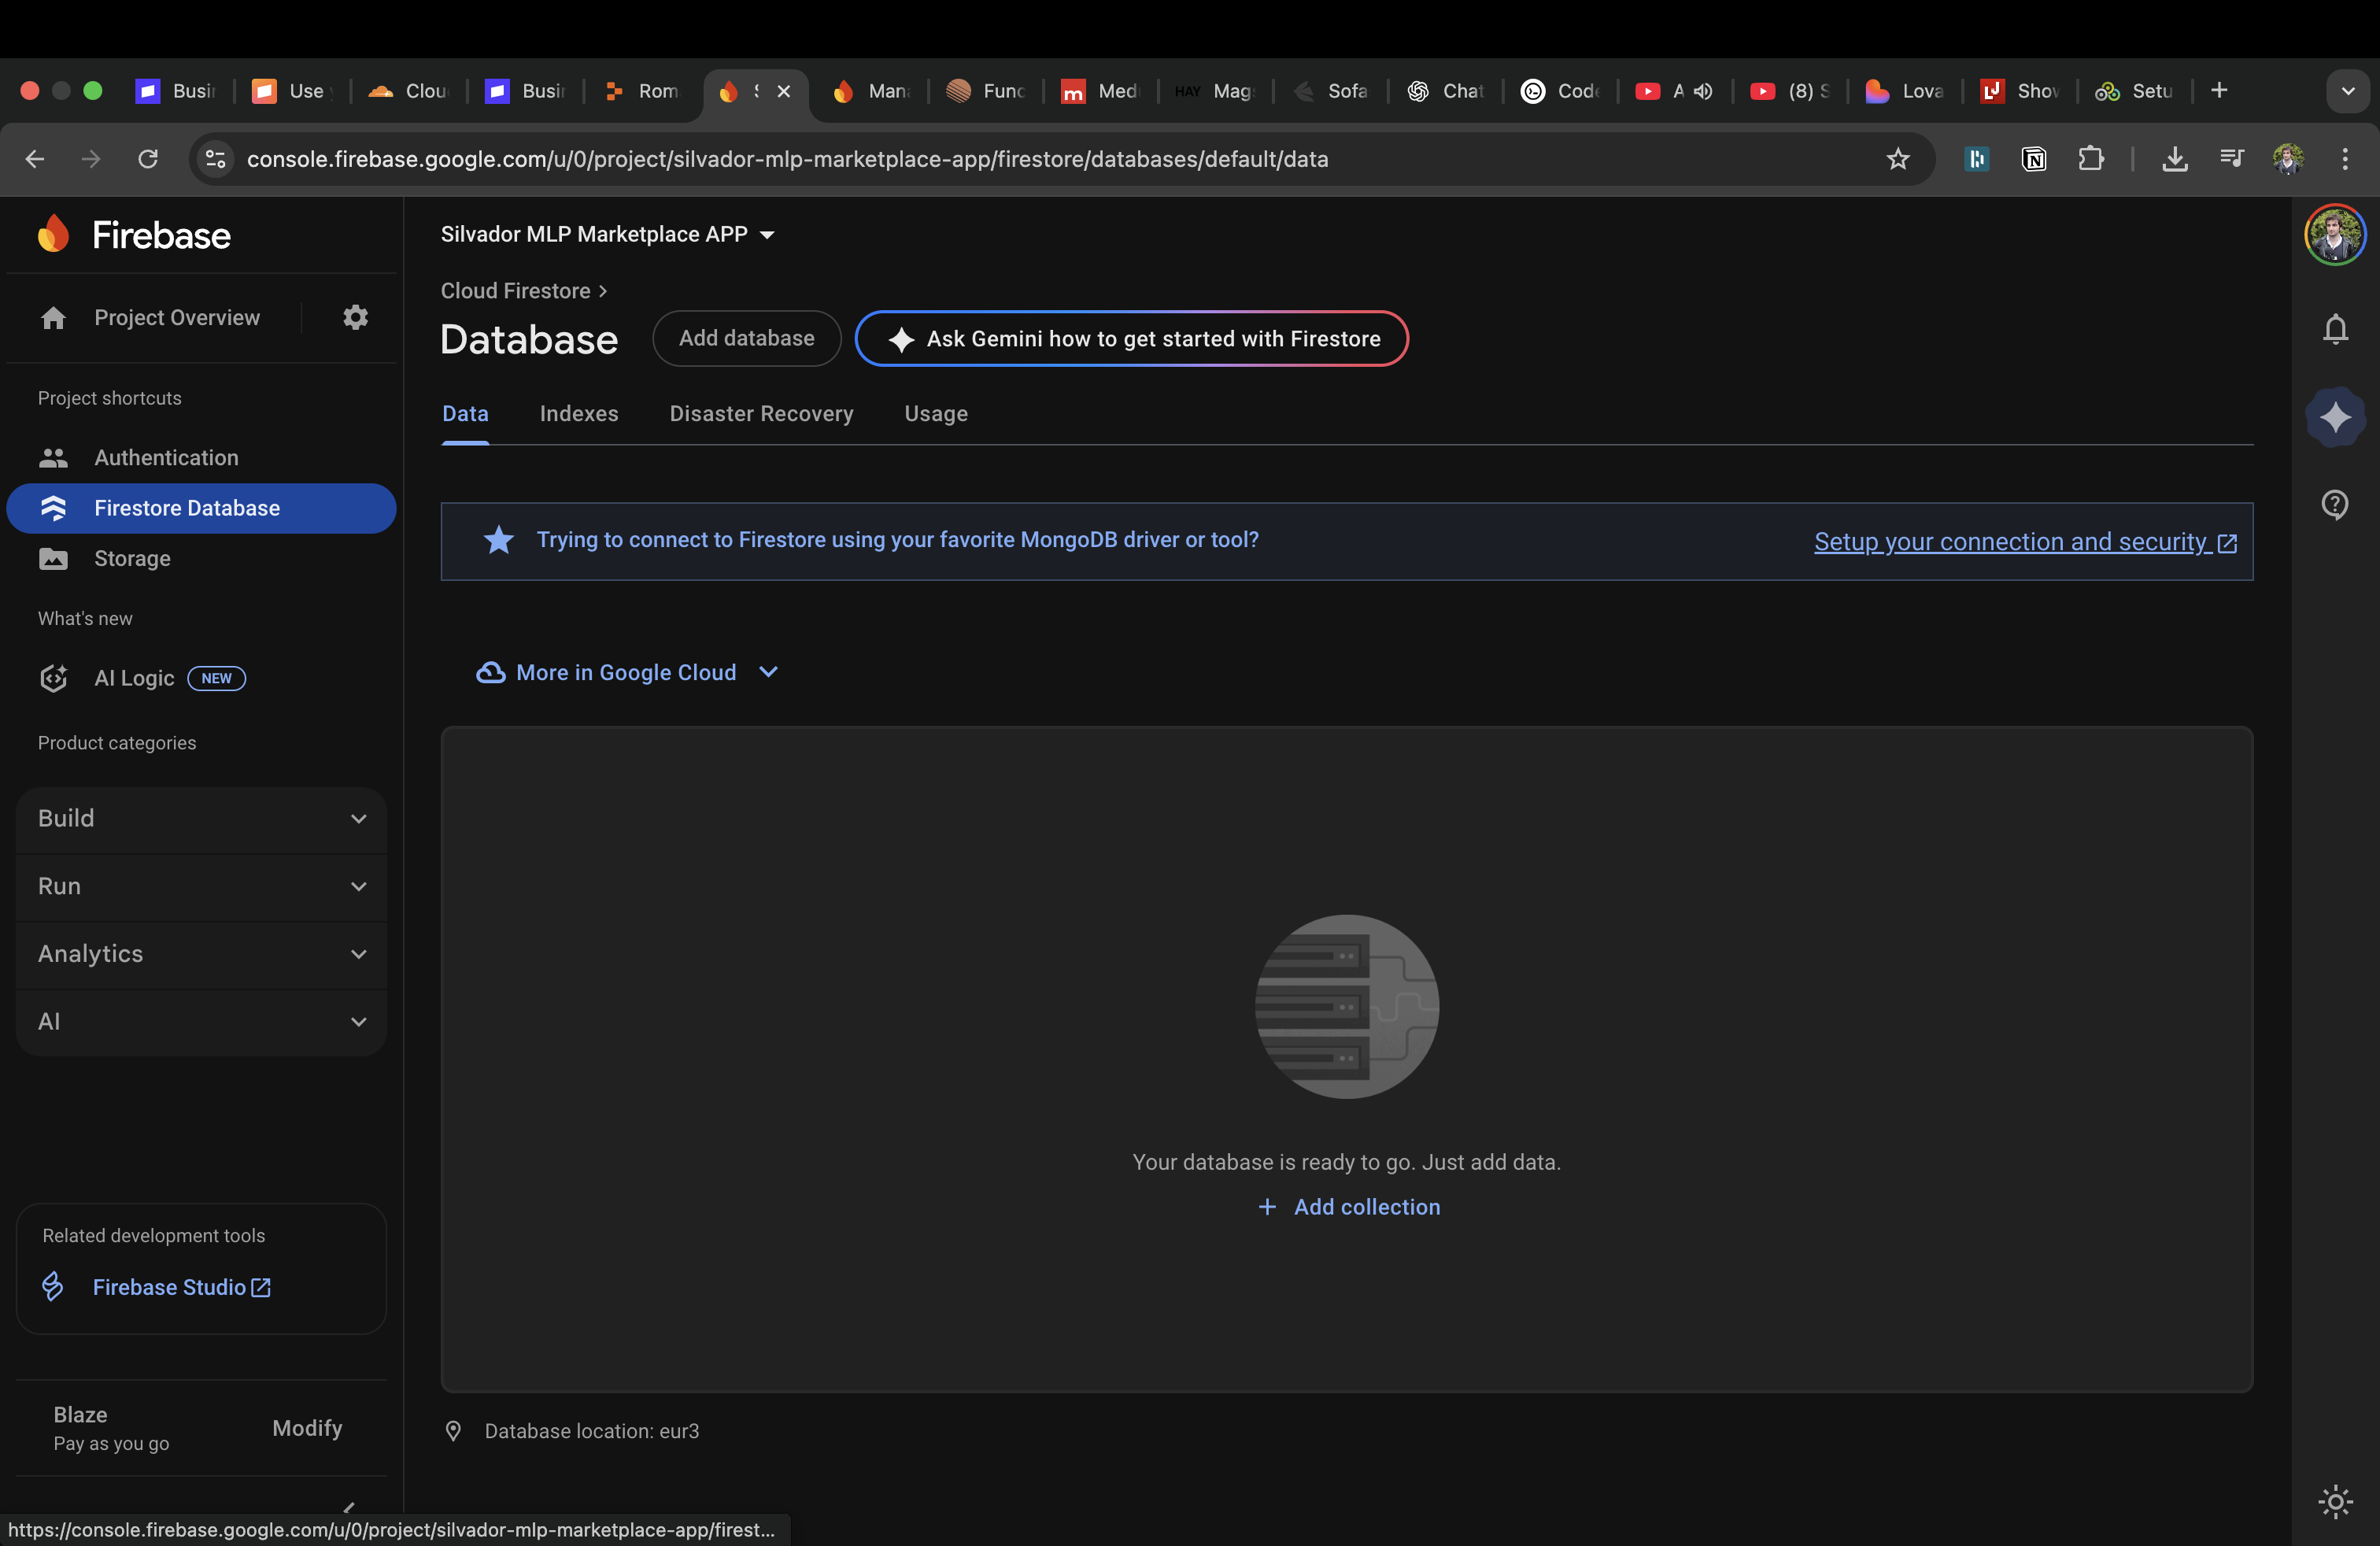 Busin
Use
Clou
Busin
Rom
Mana
Func
Med
HAY Mag
Sofa
Chat
Code
A
(8) S
Lova
Show
Setu
console.firebase.google.com/u/0/project/silvador-mlp-marketplace-app/firestore/databases/default/data
Firebase
Project Overview
Project shortcuts
Authentication
Firestore Database
Storage
What's new
AI Logic NEW
Product categories
Build
Run
Analytics
AI
Related development tools
Firebase Studio
Blaze
Pay as you go
Modify
Silvador MLP Marketplace APP
Cloud Firestore
Database
Add database
Ask Gemini how to get started with Firestore
Data Indexes Disaster Recovery Usage
Trying to connect to Firestore using your favorite MongoDB driver or tool?
Setup your connection and security
More in Google Cloud
Your database is ready to go. Just add data.
+ Add collection
Database location: eur3
https://console.firebase.google.com/u/0/project/silvador-mlp-marketplace-app/firest...